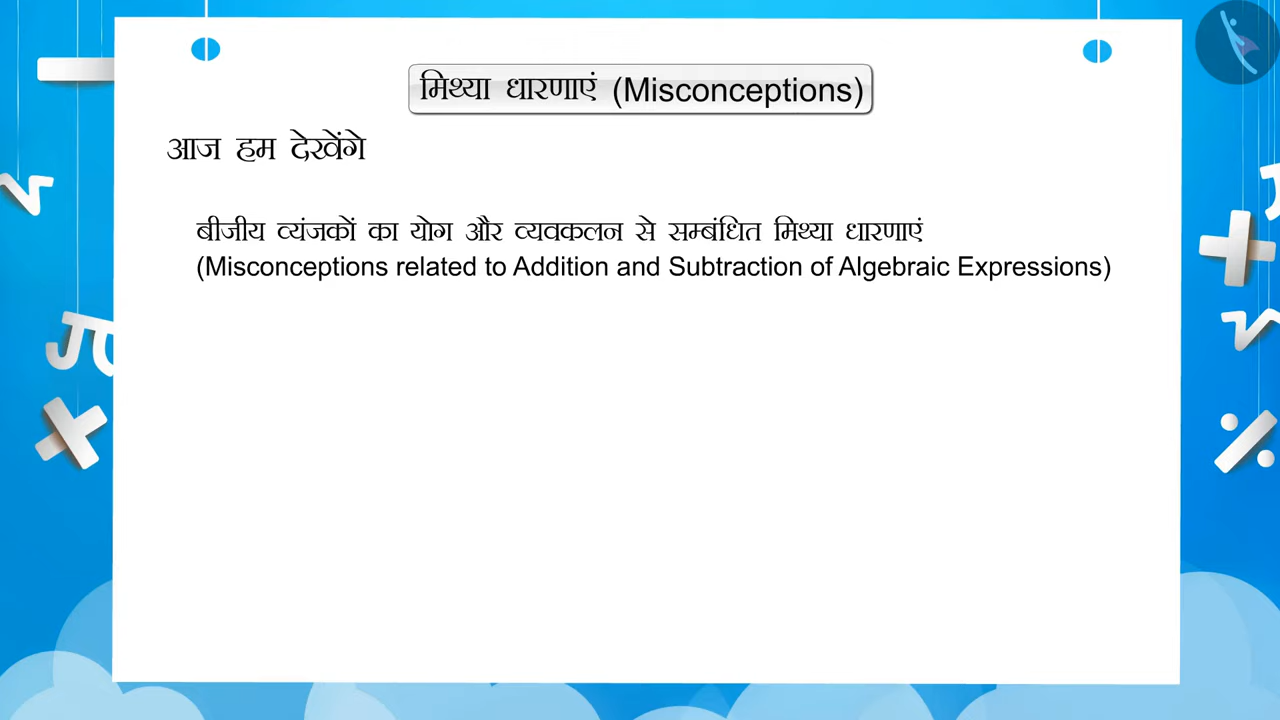 मिथ्या धारणाएं (Misconceptions)
आज हम देखेंगे
बीजीय व्यंजकों का योग और व्यवकलन से सम्बंधित मिथ्या धारणाएं
(Misconceptions related to Addition and Subtraction of Algebraic Expressions)